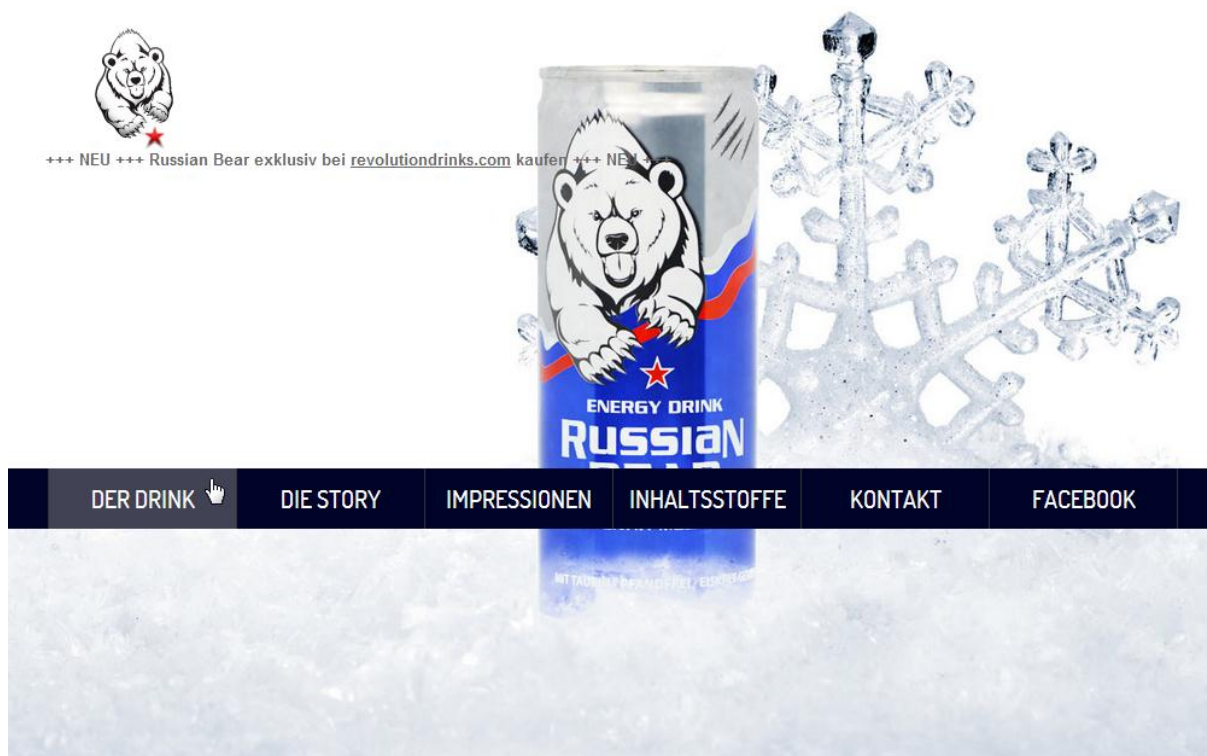 +++ NEU +++ Russian Bear exklusiv bei revolutiondrinks.com kaufen +++ NEU +++
ENERGY DRINK
RUSSIAN
DER DRINK
DIE STORY
IMPRESSIONEN
INHALTSSTOFFE
KONTAKT
FACEBOOK